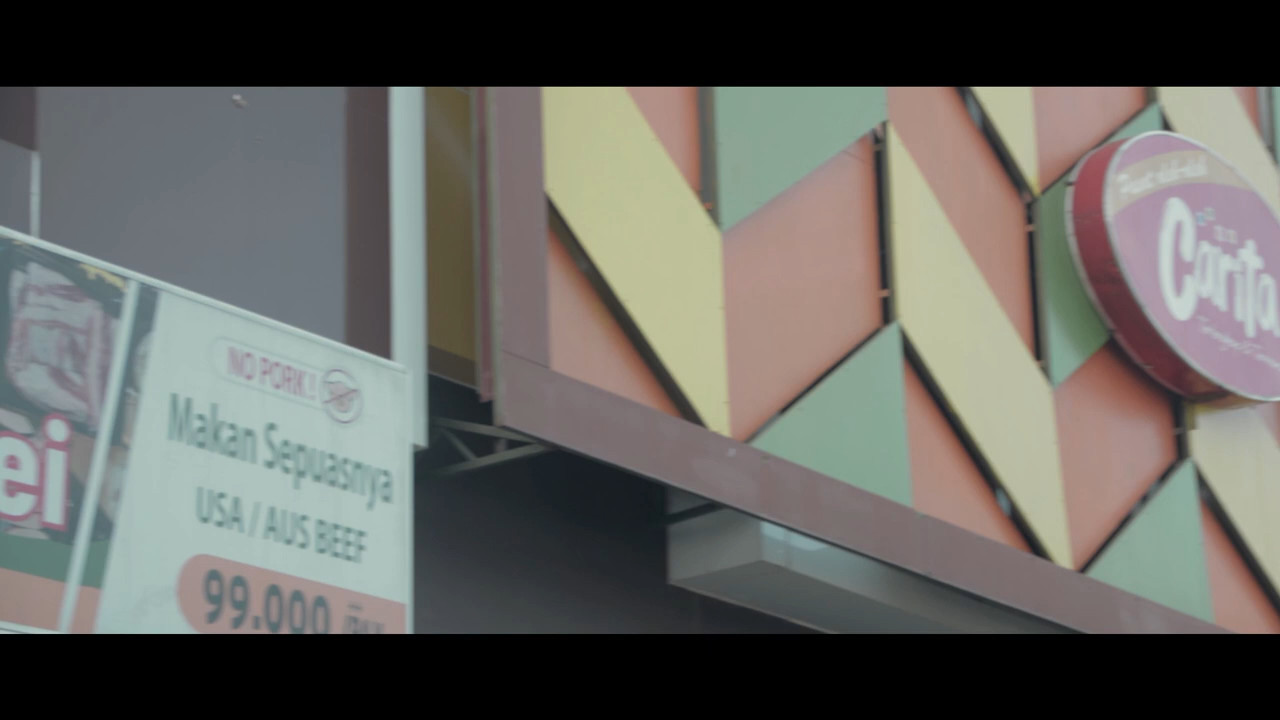 ei
NO PORK!!
Makan Sepuasnya
USA / AUS BEEF
99.000
Carita